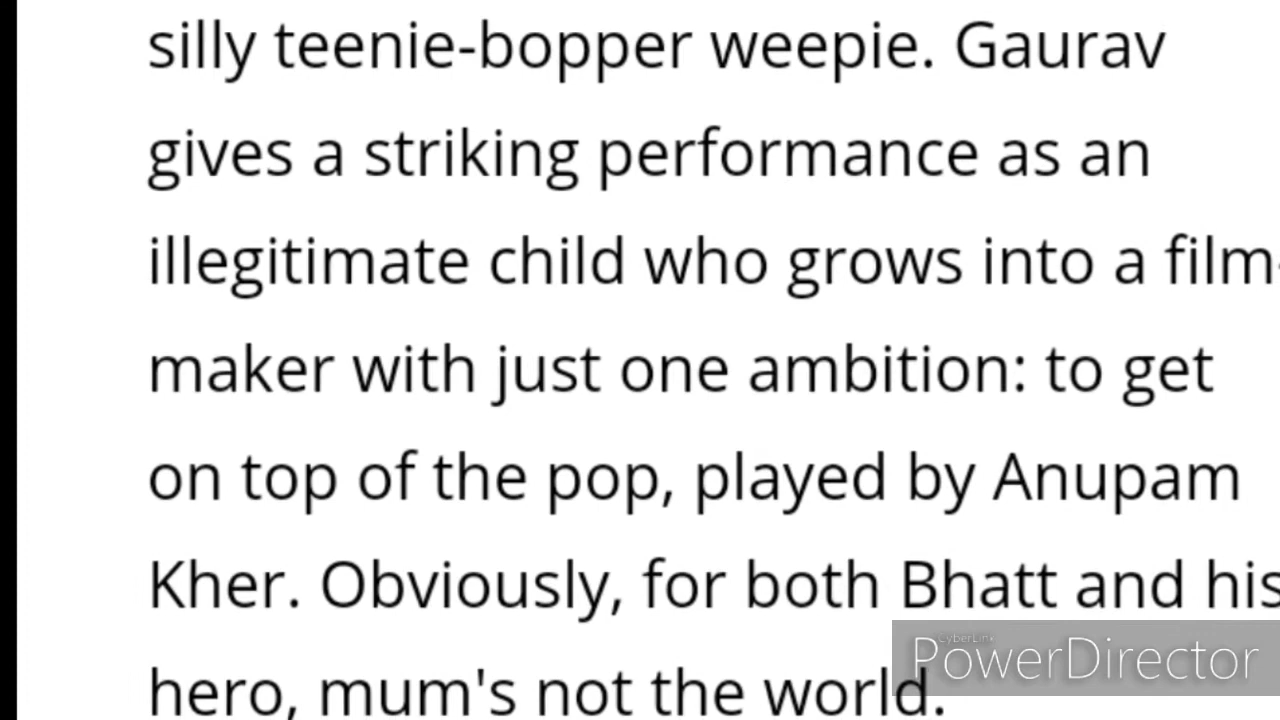 silly teenie-bopper weepie. Gaurav
gives a striking performance as an
illegitimate child who grows into a film-
maker with just one ambition: to get
on top of the pop, played by Anupam
Kher. Obviously, for both Bhatt and his
hero, mum's not the world.
CyberLink
PowerDirector